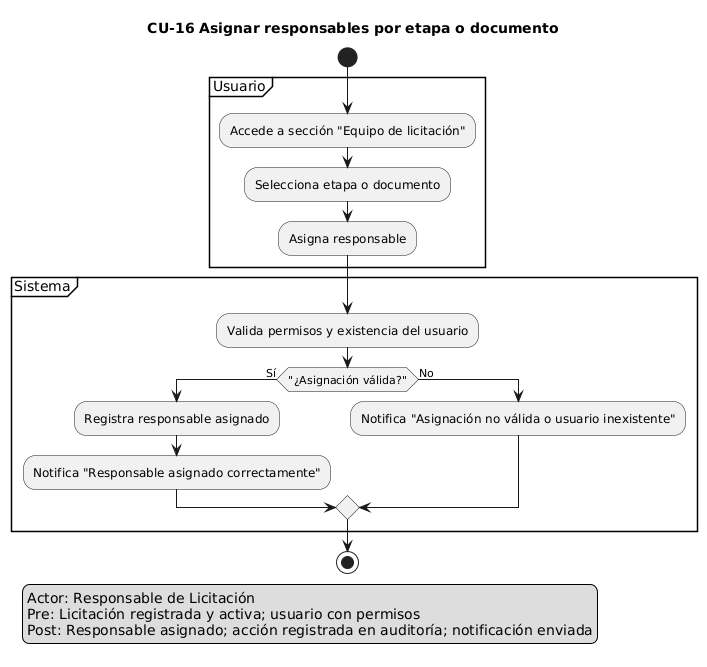 CU-16 Asignar responsables por etapa o documento
Usuario
Accede a sección "Equipo de licitación"
Selecciona etapa o documento
Asigna responsable
Sistema
Valida permisos y existencia del usuario
Sí
"¿Asignación válida?"
No
Registra responsable asignado
Notifica "Asignación no válida o usuario inexistente"
Notifica "Responsable asignado correctamente"
Actor: Responsable de Licitación
Pre: Licitación registrada y activa; usuario con permisos
Post: Responsable asignado; acción registrada en auditoría; notificación enviada